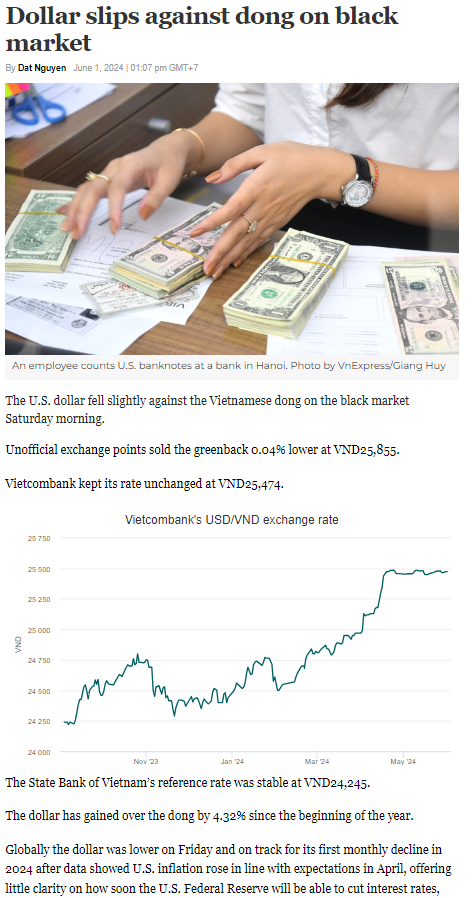 Dollar slips against dong on black
market
By Dat Nguyen June 1, 2024 | 01:07 pm GMT+7
An employee counts U.S. banknotes at a bank in Hanoi. Photo by VnExpress/Giang Huy
The U.S. dollar fell slightly against the Vietnamese dong on the black market
Saturday morning.
Unofficial exchange points sold the greenback 0.04% lower at VND25,855.
Vietcombank kept its rate unchanged at VND25,474.
Vietcombank's USD/VND exchange rate
25 750
25 500
25 250
25 000
24 750
24 500
24 250
24 000
VND
Nov '23 Jan '24 Mar '24 May '24
The State Bank of Vietnam's reference rate was stable at VND24,245.
The dollar has gained over the dong by 4.32% since the beginning of the year.
Globally the dollar was lower on Friday and on track for its first monthly decline in
2024 after data showed U.S. inflation rose in line with expectations in April, offering
little clarity on how soon the U.S. Federal Reserve will be able to cut interest rates,